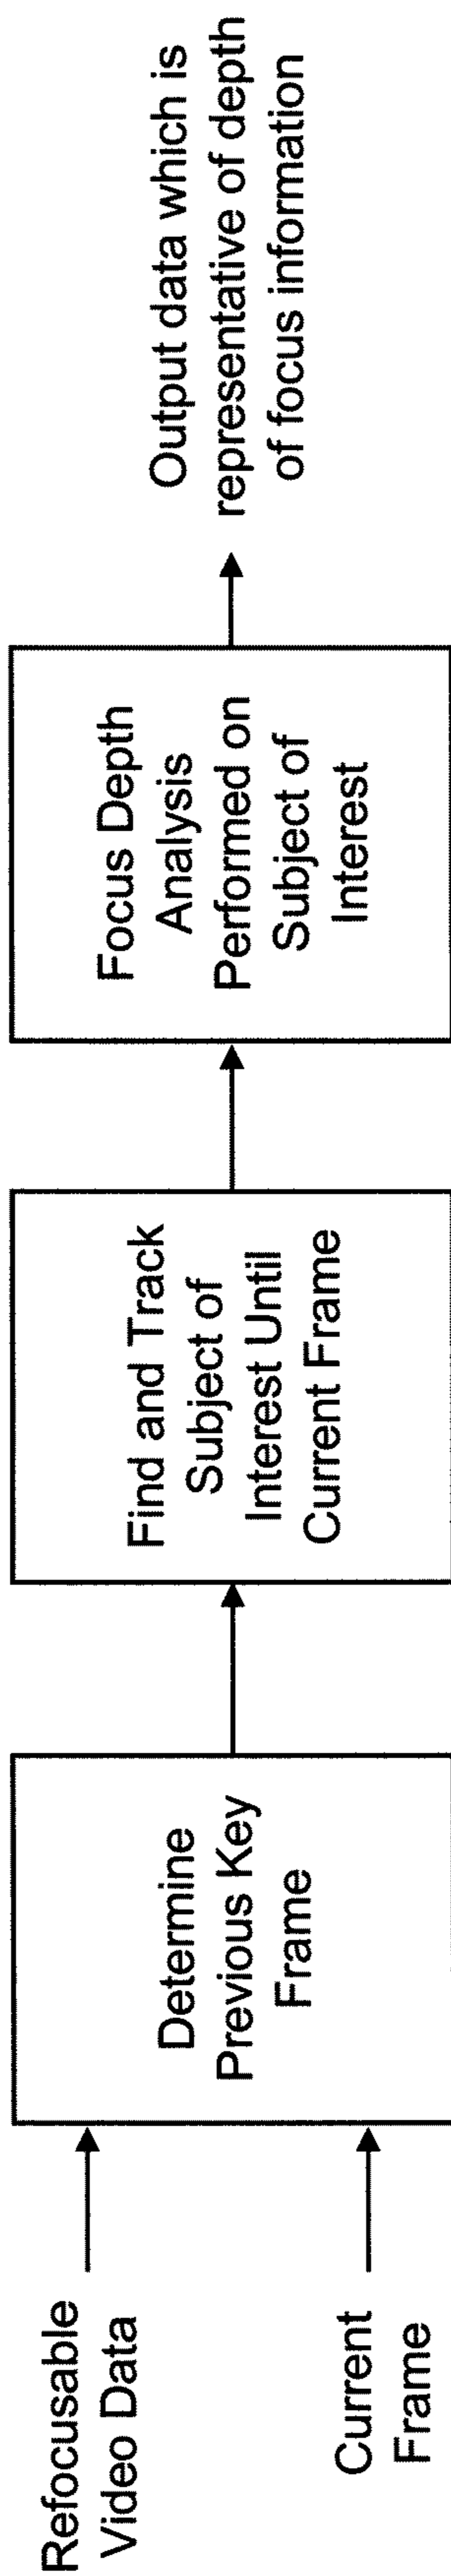 Refocusable
Video Data
Current
Frame
Determine
Previous Key
Frame
Find and Track
Subject of
Interest Until
Current Frame
Focus Depth
Analysis
Performed on
Subject of
Interest
Output data which is
representative of depth
of focus information